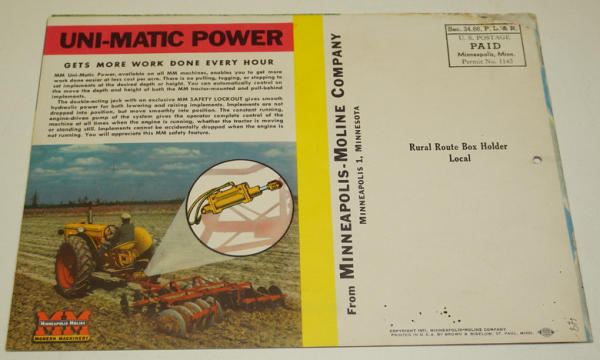 UNI-MATIC POWER
GETS MORE WORK DONE EVERY HOUR
MM Uni-Matic Power, available on all MM machines, enables you to get more
work done easier at less cost per acre. There is no pulling, tugging, or stopping to
set implements at the desired depth or height. You can automatically control on
the move the depth and height of both the MM tractor-mounted and pull-behind
implements.
The double-acting jack with an exclusive MM SAFETY LOCKOUT gives smooth
hydraulic power for both lowering and raising implements. Implements are not
dropped into position, but move smoothly into position. The constant running,
engine-driven pump of the system gives the operator complete control of the
machine at all times when the engine is running, whether the tractor is moving
or standing still. Implements cannot be accidentally dropped when the engine is
not running. You will appreciate this MM safety feature.
MM
MINNEAPOLIS-MOLINE
MODERN MACHINERY
From MINNEAPOLIS-MOLINE COMPANY
MINNEAPOLIS 1, MINNESOTA
Sec. 34.66, P. L. & R.
U. S. POSTAGE
PAID
Minneapolis, Minn.
Permit No. 1143
Rural Route Box Holder
Local
COPYRIGHT 1951, MINNEAPOLIS-MOLINE COMPANY
PRINTED IN U. S. A. BY BROWN & BIGELOW, ST. PAUL, MINN.